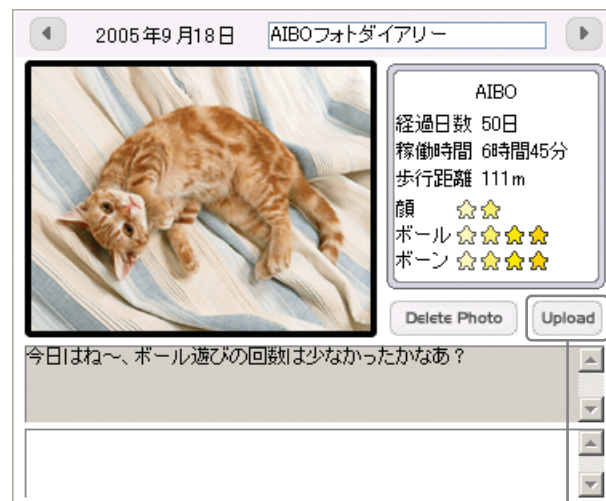 2005年9月18日
AIBOフォトダイアリー
AIBO
経過日数 50日
稼働時間 6時間45分
歩行距離 111m
顔
ボール
ボーン
Delete Photo
Upload
今日はね～、ボール遊びの回数は少なかったかなあ？